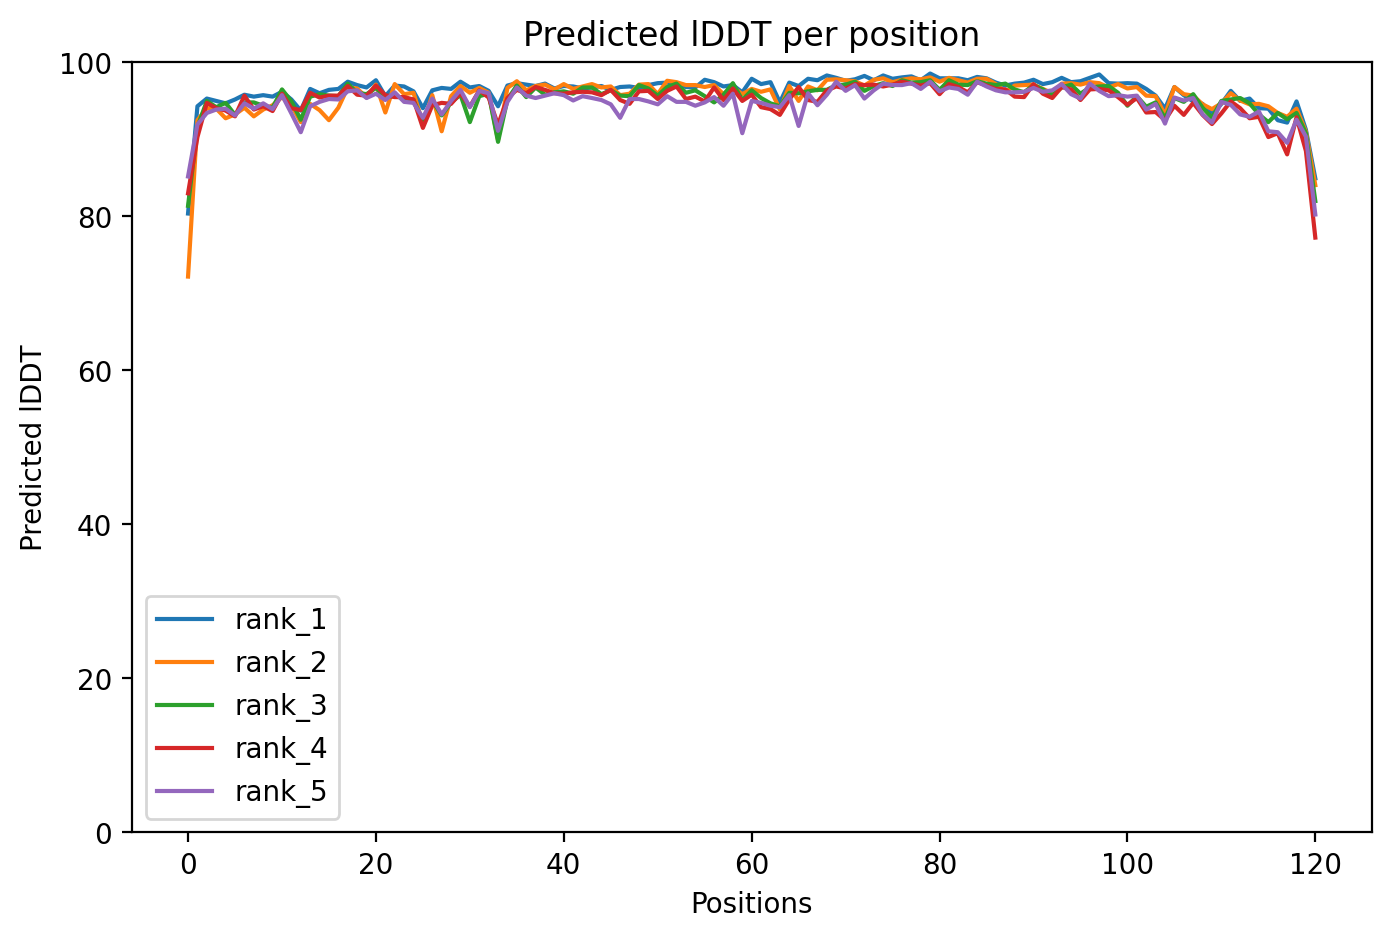 Predicted lDDT per position
Predicted lDDT
100
80
60
40
20
0
rank_1
rank_2
rank_3
rank_4
rank_5
0 20 40 60 80 100 120
Positions